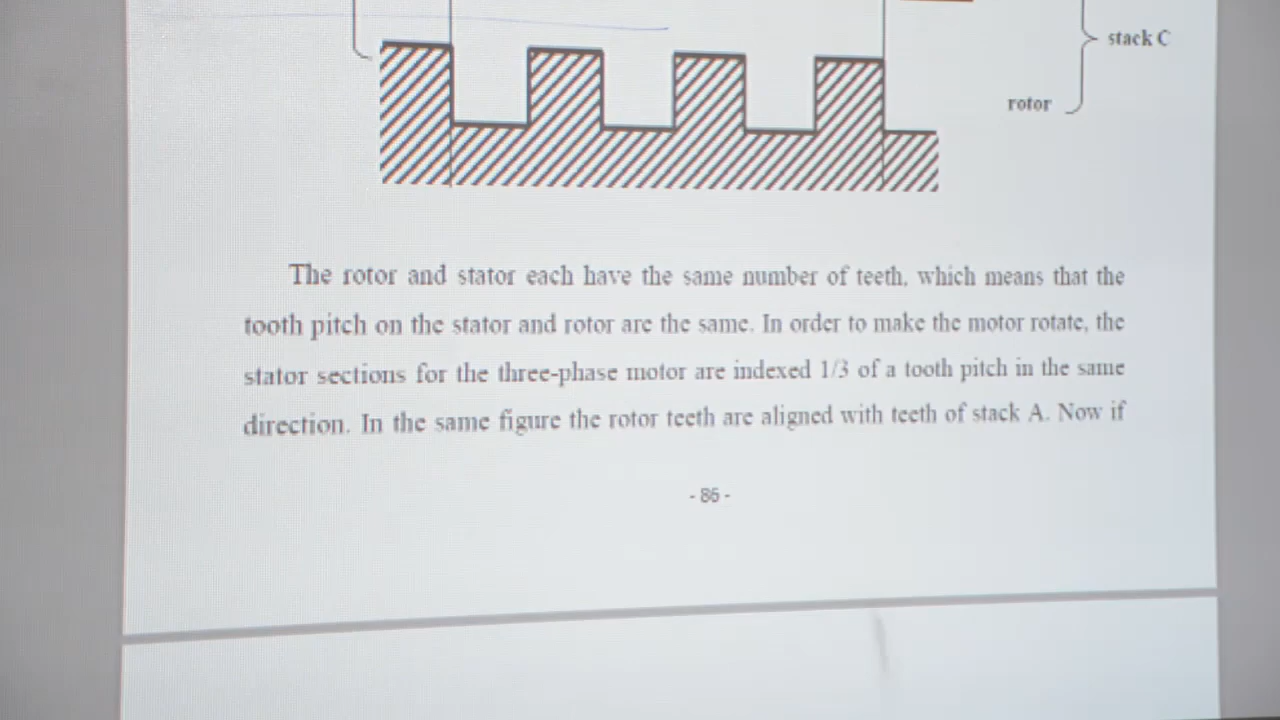 stack C
rotor
The rotor and stator each have the same number of teeth, which means that the
tooth pitch on the stator and rotor are the same. In order to make the motor rotate, the
stator sections for the three-phase motor are indexed 1/3 of a tooth pitch in the same
direction. In the same figure the rotor teeth are aligned with teeth of stack A. Now if
- 86 -